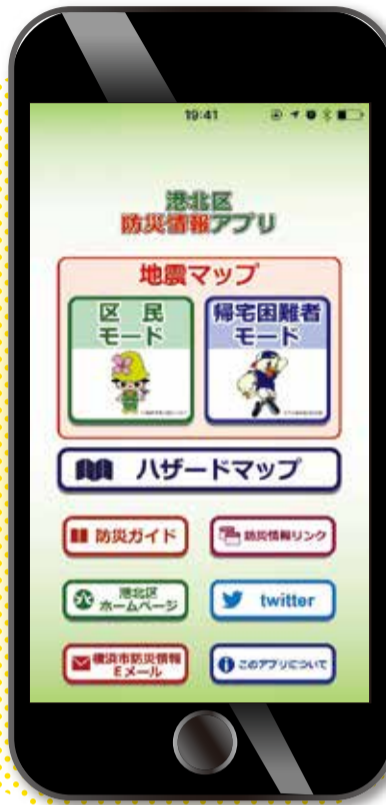 19:41
港北区
防災情報アプリ
地震マップ
区 民
モード
帰宅困難者
モード
ハザードマップ
防災ガイド
防災情報リンク
港北区
ホームページ
twitter
横浜市防災情報
Eメール
このアプリについて